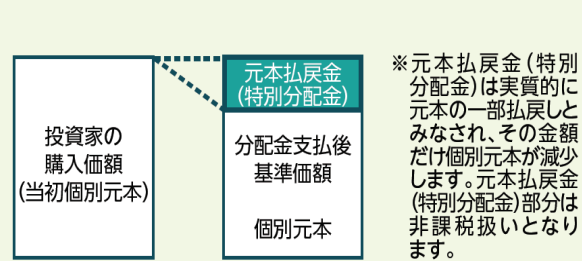 投資家の
購入価額
(当初個別元本)
元本払戻金
(特別分配金)
分配金支払後
基準価額
個別元本
※元本払戻金(特別
分配金)は実質的に
元本の一部払戻しと
みなされ、その金額
だけ個別元本が減少
します。元本払戻金
(特別分配金)部分は
非課税扱いとなり
ます。